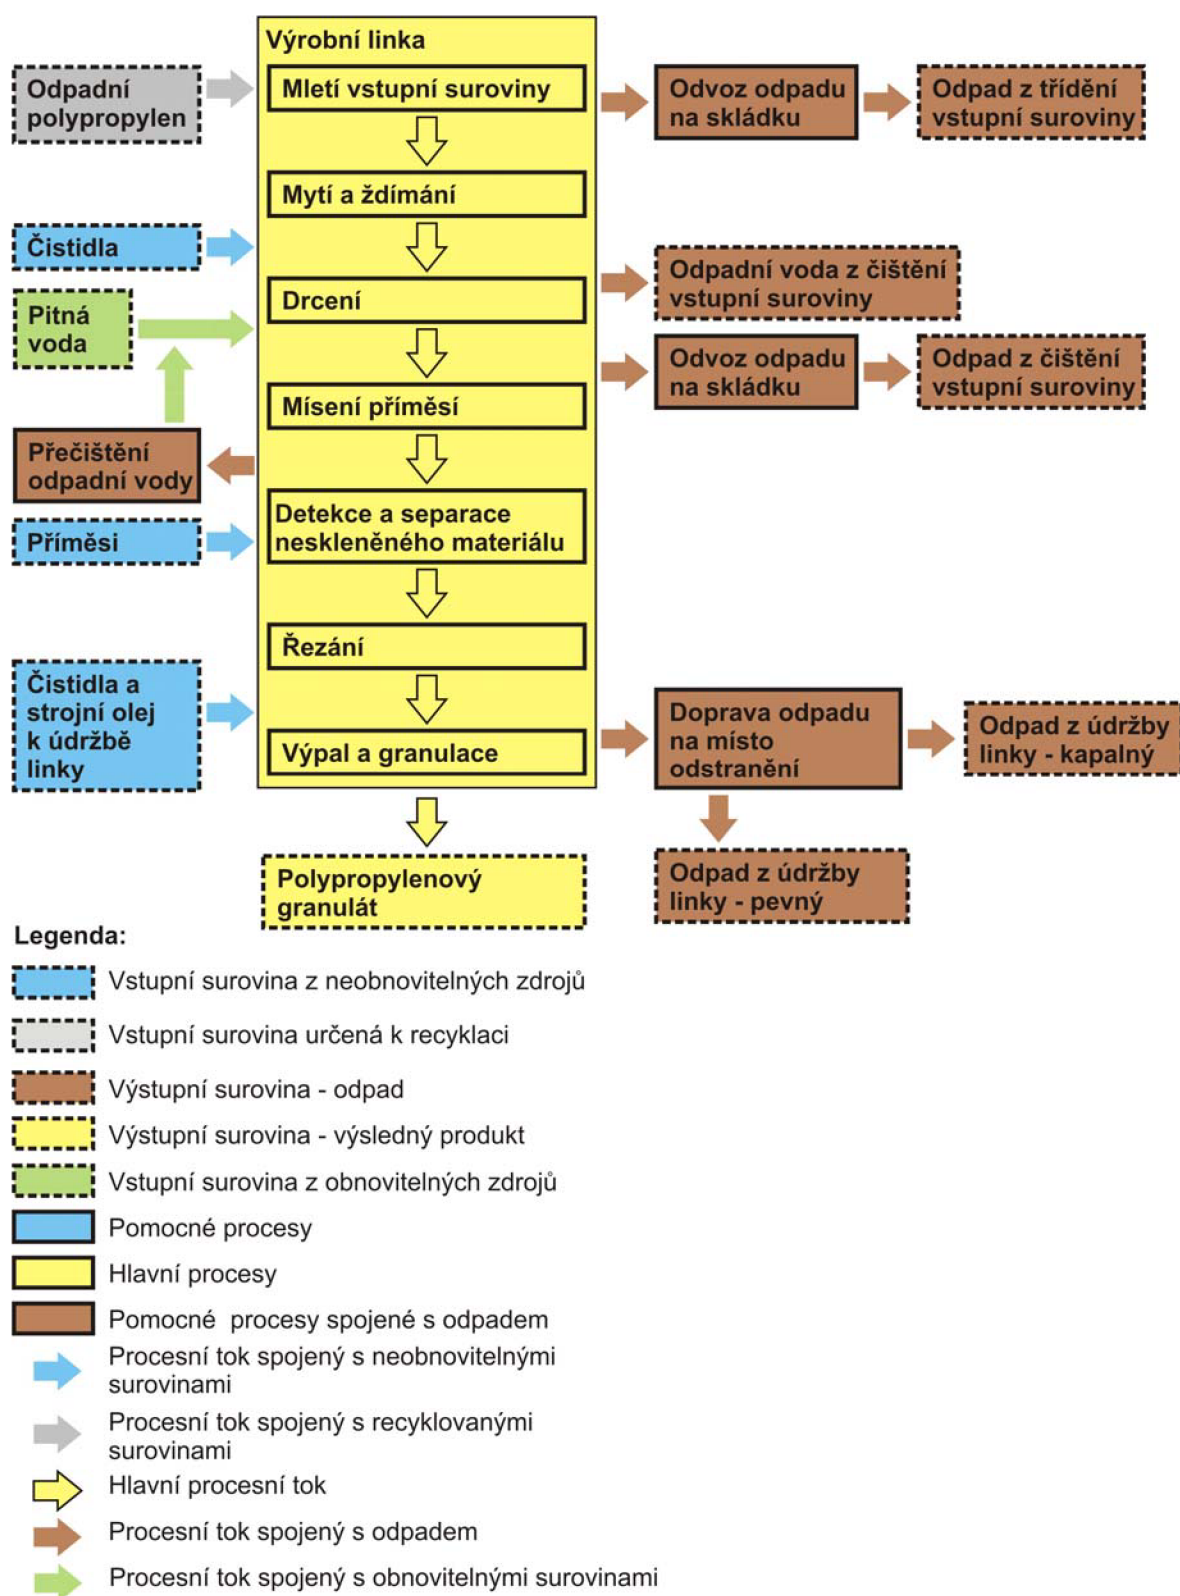 Výrobní linka
Odpadní
polypropylen
Mletí vstupní suroviny
Odvoz odpadu
na skládku
Odpad z třídění
vstupní suroviny
Mytí a ždímání
Čistidla
Odpadní voda z čištění
vstupní suroviny
Drcení
Pitná
voda
Odvoz odpadu
na skládku
Odpad z čištění
vstupní suroviny
Mísení příměsí
Přečištění
odpadní vody
Detekce a separace
neskleněného materiálu
Příměsi
Řezání
Čistidla a
strojní olej
k údržbě
linky
Výpal a granulace
Doprava odpadu
na místo
odstranění
Odpad z údržby
linky - kapalný
Polypropylenový
granulát
Odpad z údržby
linky - pevný
Legenda:
Vstupní surovina z neobnovitelných zdrojů
Vstupní surovina určená k recyklaci
Výstupní surovina - odpad
Výstupní surovina - výsledný produkt
Vstupní surovina z obnovitelných zdrojů
Pomocné procesy
Hlavní procesy
Pomocné procesy spojené s odpadem
Procesní tok spojený s neobnovitelnými
surovinami
Procesní tok spojený s recyklovanými
surovinami
Hlavní procesní tok
Procesní tok spojený s odpadem
Procesní tok spojený s obnovitelnými surovinami